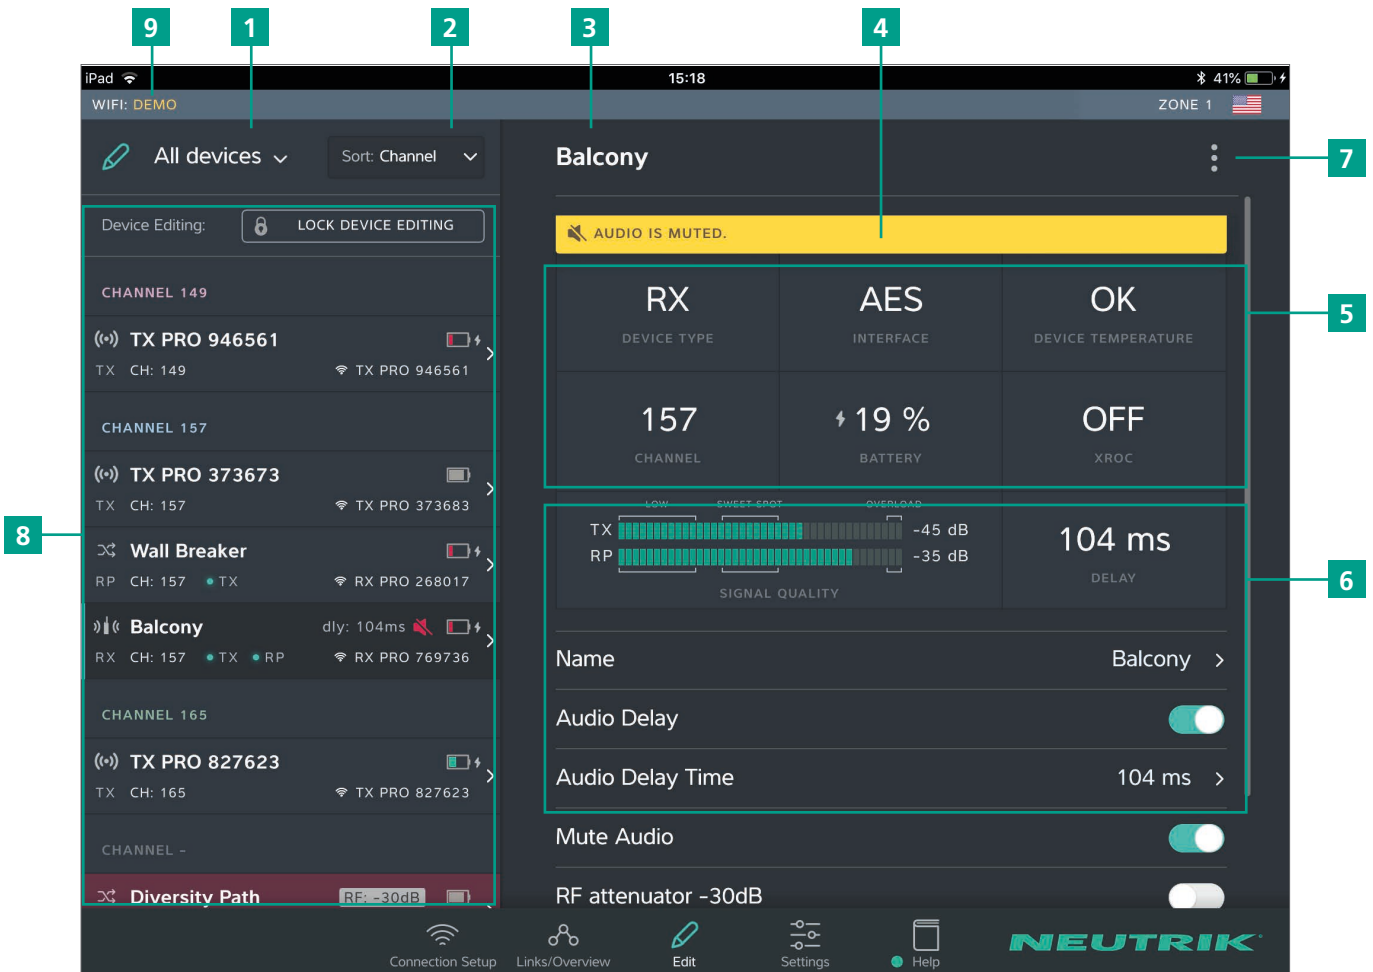 9 1 2 3 4
iPad 15:18 41%
WIFI: DEMO ZONE 1
All devices Sort: Channel Balcony 7
Device Editing: LOCK DEVICE EDITING
AUDIO IS MUTED.
CHANNEL 149
RX AES OK
DEVICE TYPE INTERFACE DEVICE TEMPERATURE
5
TX PRO 946561
TX CH: 149 TX PRO 946561
157 19 % OFF
CHANNEL BATTERY XROC
CHANNEL 157
TX PRO 373673
TX CH: 157 TX PRO 373683
8
LOW SWEET SPOT OVERLOAD
TX -45 dB
RP -35 dB
SIGNAL QUALITY
104 ms
DELAY
6
Wall Breaker
RP CH: 157 TX RX PRO 268017
Balcony dly: 104ms
RX CH: 157 TX RP RX PRO 769736
Name Balcony
CHANNEL 165
Audio Delay
TX PRO 827623
TX CH: 165 TX PRO 827623
Audio Delay Time 104 ms
CHANNEL –
Mute Audio
Diversity Path RF: -30dB
RF attenuator -30dB
Connection Setup Links/Overview Edit Settings Help
NEUTRIK